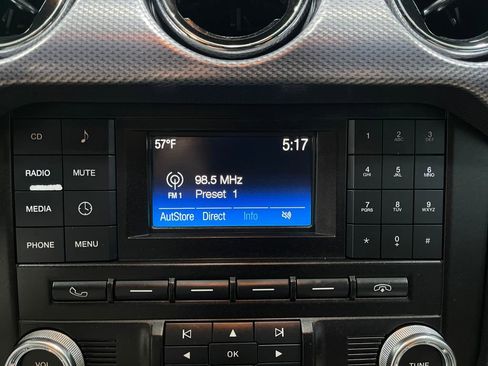 CD
RADIO MUTE
MEDIA
PHONE MENU
57°F 5:17
98.5 MHz
FM 1 Preset 1
AutStore Direct Info
1 2 ABC 3 DEF
4 GHI 5 JKL 6 MNO
7 PQRS 8 TUV 9 WXYZ
* 0 + #
OK
VOL TUNE